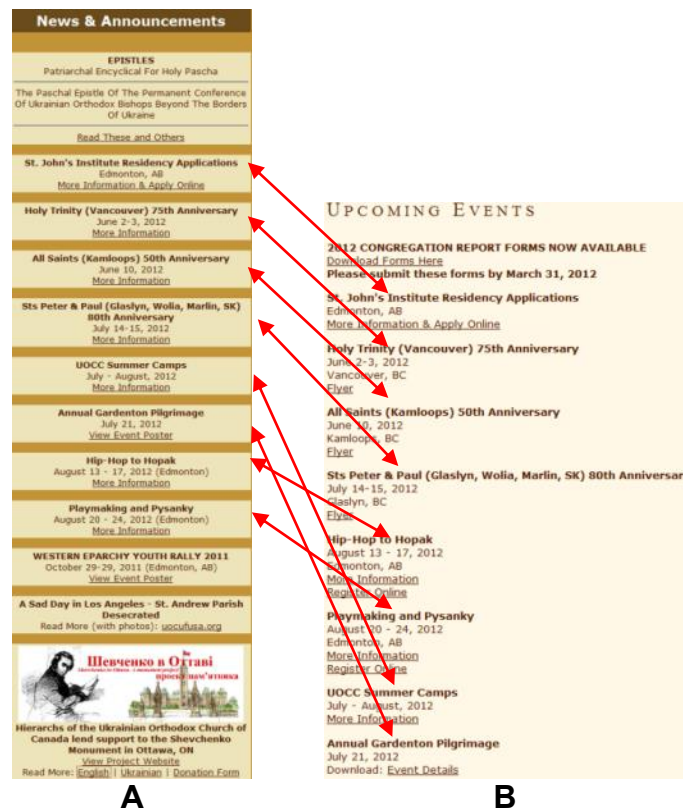 News & Announcements
EPISTLES
Patriarchal Encyclical For Holy Pascha
The Paschal Epistle Of The Permanent Conference
Of Ukrainian Orthodox Bishops Beyond The Borders
Of Ukraine
Read These and Others
St. John's Institute Residency Applications
Edmonton, AB
More Information & Apply Online
Holy Trinity (Vancouver) 75th Anniversary
June 2-3, 2012
More Information
All Saints (Kamloops) 50th Anniversary
June 10, 2012
More Information
Sts Peter & Paul (Glaslyn, Wolia, Marlin, SK)
80th Anniversary
July 14-15, 2012
More Information
UOCC Summer Camps
July - August, 2012
More Information
Annual Gardenton Pilgrimage
July 21, 2012
View Event Poster
Hip-Hop to Hopak
August 13 - 17, 2012 (Edmonton)
More Information
Playmaking and Pysanky
August 20 - 24, 2012 (Edmonton)
More Information
WESTERN EPARCHY YOUTH RALLY 2011
October 29-29, 2011 (Edmonton, AB)
View Event Poster
A Sad Day in Los Angeles - St. Andrew Parish
Desecrated
Read More (with photos): uocufusa.org
Шевченко в Оттаві
проєкт пам'ятника
Hierarchs of the Ukrainian Orthodox Church of
Canada lend support to the Shevchenko
Monument in Ottawa, ON
View Project Website
Read More: English | Ukrainian | Donation Form
A
UPCOMING EVENTS
2012 CONGREGATION REPORT FORMS NOW AVAILABLE
Download Forms Here
Please submit these forms by March 31, 2012
St. John's Institute Residency Applications
Edmonton, AB
More Information & Apply Online
Holy Trinity (Vancouver) 75th Anniversary
June 2-3, 2012
Vancouver, BC
Flyer
All Saints (Kamloops) 50th Anniversary
June 10, 2012
Kamloops, BC
Flyer
Sts Peter & Paul (Glaslyn, Wolia, Marlin, SK) 80th Anniversar
July 14-15, 2012
Glaslyn, BC
Flyer
Hip-Hop to Hopak
August 13 - 17, 2012
Edmonton, AB
More Information
Register Online
Playmaking and Pysanky
August 20 - 24, 2012
Edmonton, AB
More Information
Register Online
UOCC Summer Camps
July - August, 2012
More Information
Annual Gardenton Pilgrimage
July 21, 2012
Download: Event Details
B